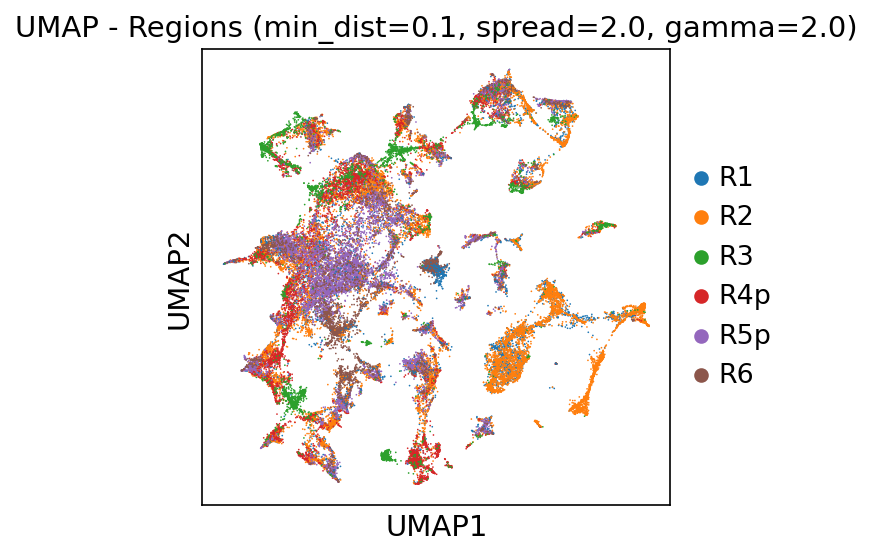 UMAP - Regions (min_dist=0.1, spread=2.0, gamma=2.0)
UMAP2
R1
R2
R3
R4p
R5p
R6
UMAP1